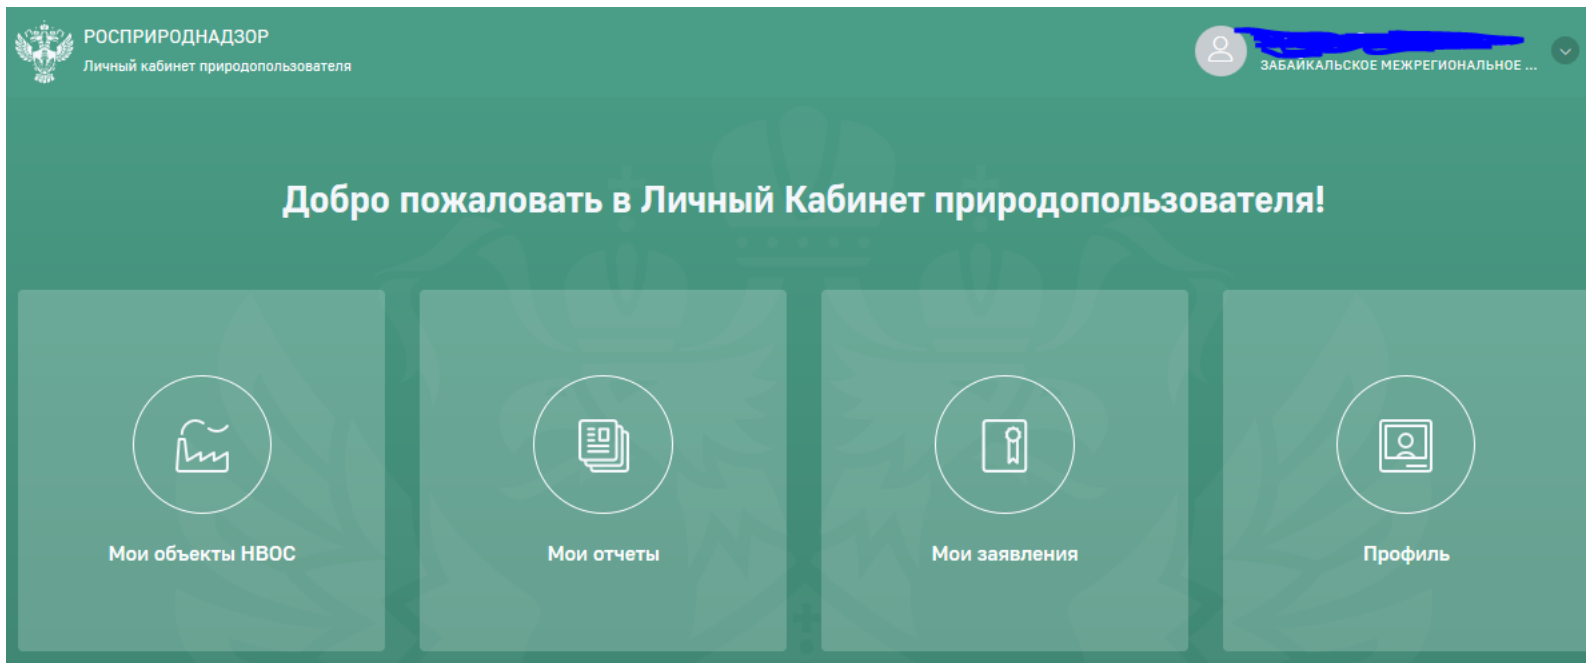 РОСПРИРОДНАДЗОР
Личный кабинет природопользователя
ЗАБАЙКАЛЬСКОЕ МЕЖРЕГИОНАЛЬНОЕ ...
Добро пожаловать в Личный Кабинет природопользователя!
Мои объекты НВОС
Мои отчеты
Мои заявления
Профиль